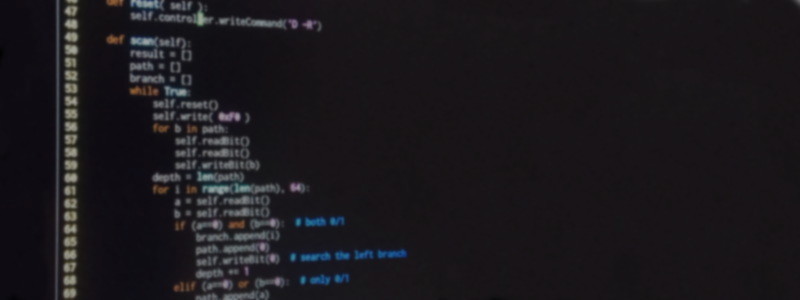 46 def reset( self ):
47 self.controller.writeCommand("D -R")
48
49 def scan(self):
50 result = []
51 path = []
52 branch = []
53 while True:
54 self.reset()
55 self.write( 0xF0 )
56 for b in path:
57 self.readBit()
58 self.readBit()
59 self.writeBit(b)
60 depth = len(path)
61 for i in range(len(path), 64):
62 a = self.readBit()
63 b = self.readBit()
64 if (a==0) and (b==0): # both 0/1
65 branch.append(i)
66 path.append(0)
67 self.writeBit(0) # search the left branch
68 depth += 1
69 elif (a==0) or (b==0): # only 0/1
path.append(a)